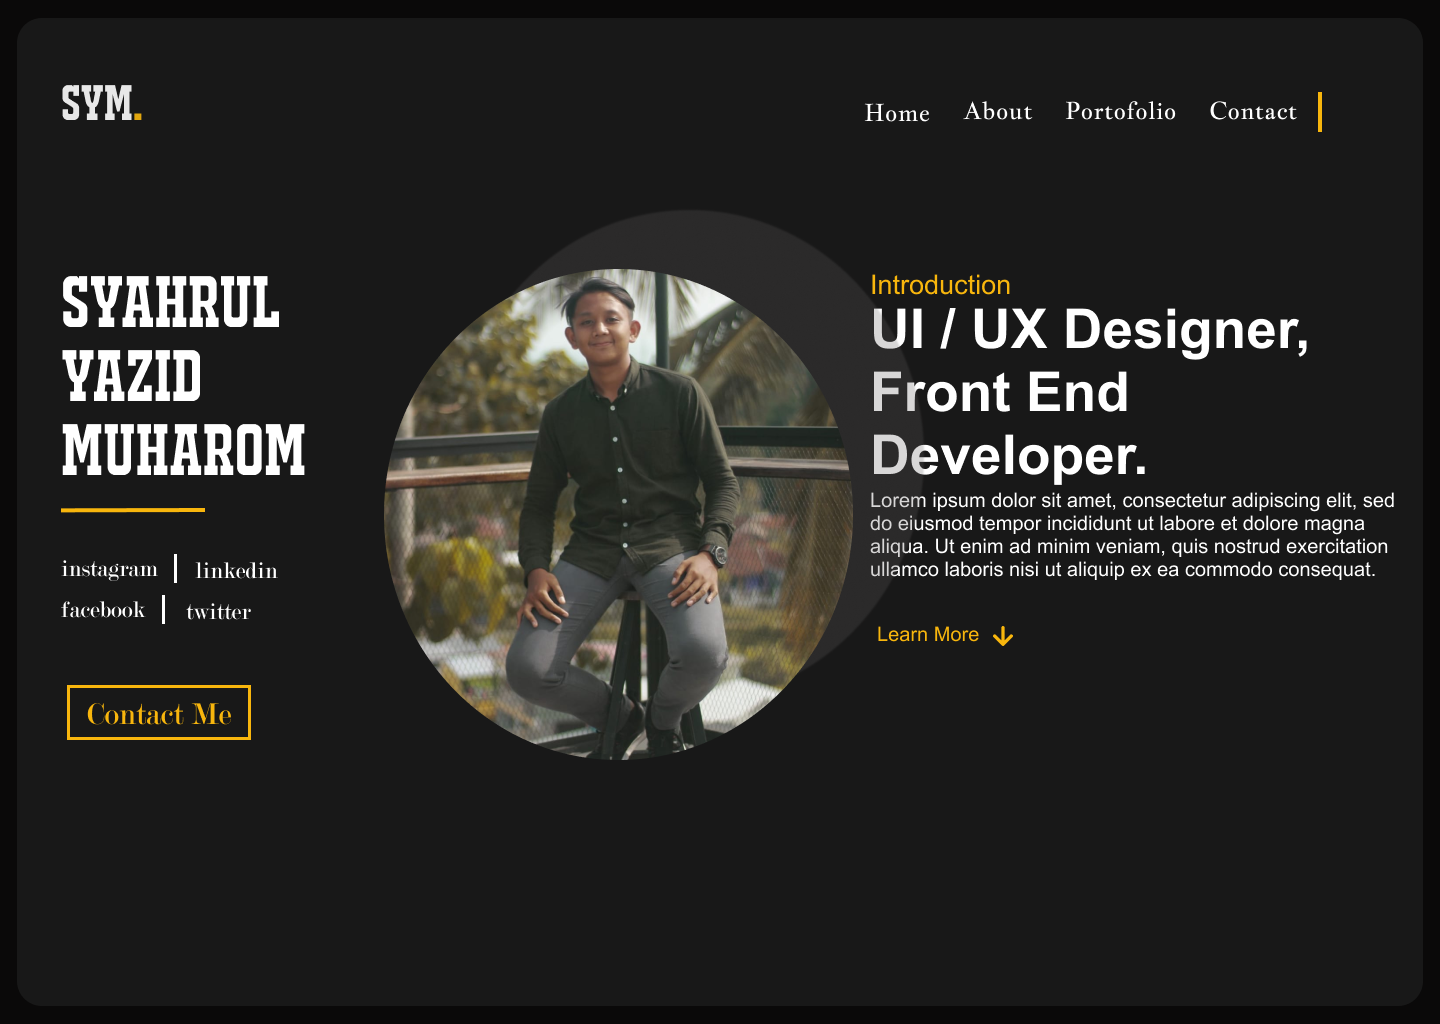 SYM.
Home About Portofolio Contact
SYAHRUL
YAZID
MUHAROM
instagram linkedin
facebook twitter
Contact Me
Introduction
UI / UX Designer,
Front End
Developer.
Lorem ipsum dolor sit amet, consectetur adipiscing elit, sed
do eiusmod tempor incididunt ut labore et dolore magna
aliqua. Ut enim ad minim veniam, quis nostrud exercitation
ullamco laboris nisi ut aliquip ex ea commodo consequat.
Learn More